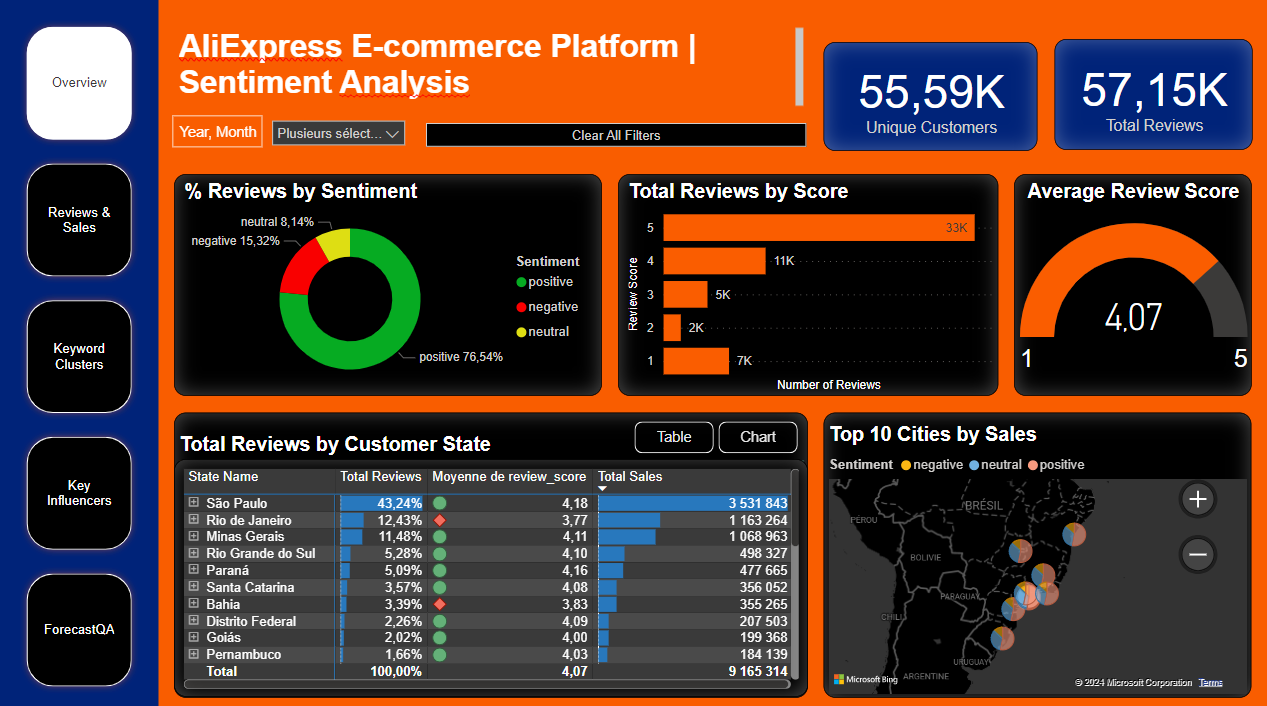 Overview
Reviews &
Sales
Keyword
Clusters
Key
Influencers
ForecastQA
AliExpress E-commerce Platform |
Sentiment Analysis
Year, Month
Plusieurs sélect...
Clear All Filters
55,59K
Unique Customers
57,15K
Total Reviews
% Reviews by Sentiment
neutral 8,14%
negative 15,32%
positive 76,54%
Sentiment
positive
negative
neutral
Total Reviews by Score
Review Score
5 33K
4 11K
3 5K
2 2K
1 7K
Number of Reviews
Average Review Score
4,07
1 5
Total Reviews by Customer State
Table Chart
State Name Total Reviews Moyenne de review_score Total Sales
São Paulo 43,24% 4,18 3 531 843
Rio de Janeiro 12,43% 3,77 1 163 264
Minas Gerais 11,48% 4,11 1 068 963
Rio Grande do Sul 5,28% 4,10 498 327
Paraná 5,09% 4,16 477 665
Santa Catarina 3,57% 4,08 356 052
Bahia 3,39% 3,83 355 265
Distrito Federal 2,26% 4,09 207 503
Goiás 2,02% 4,00 199 368
Pernambuco 1,66% 4,03 184 139
Total 100,00% 4,07 9 165 314
Top 10 Cities by Sales
Sentiment negative neutral positive
BRÉSIL
PÉROU
BOLIVIE
PARAGUAY
CHILI
URUGUAY
ARGENTINE
Microsoft Bing
© 2024 Microsoft Corporation Terms